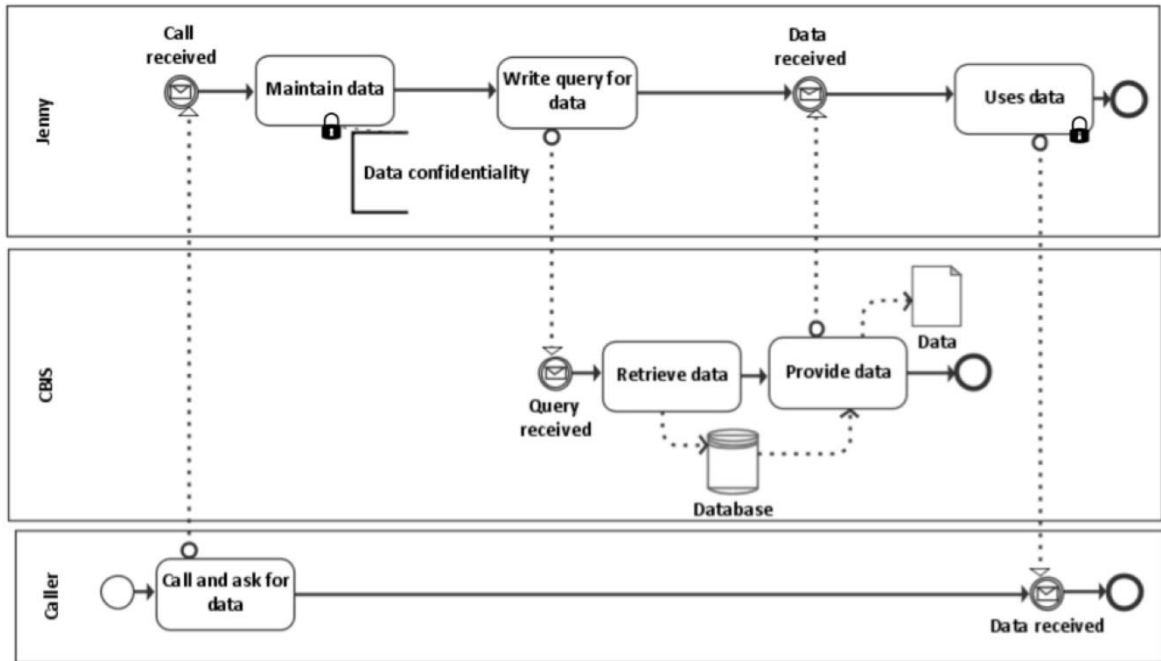 Jenny
Call
received
Maintain data
Data confidentiality
Write query for
data
Data
received
Uses data
CBIS
Query
received
Retrieve data
Provide data
Data
Database
Caller
Call and ask for
data
Data received